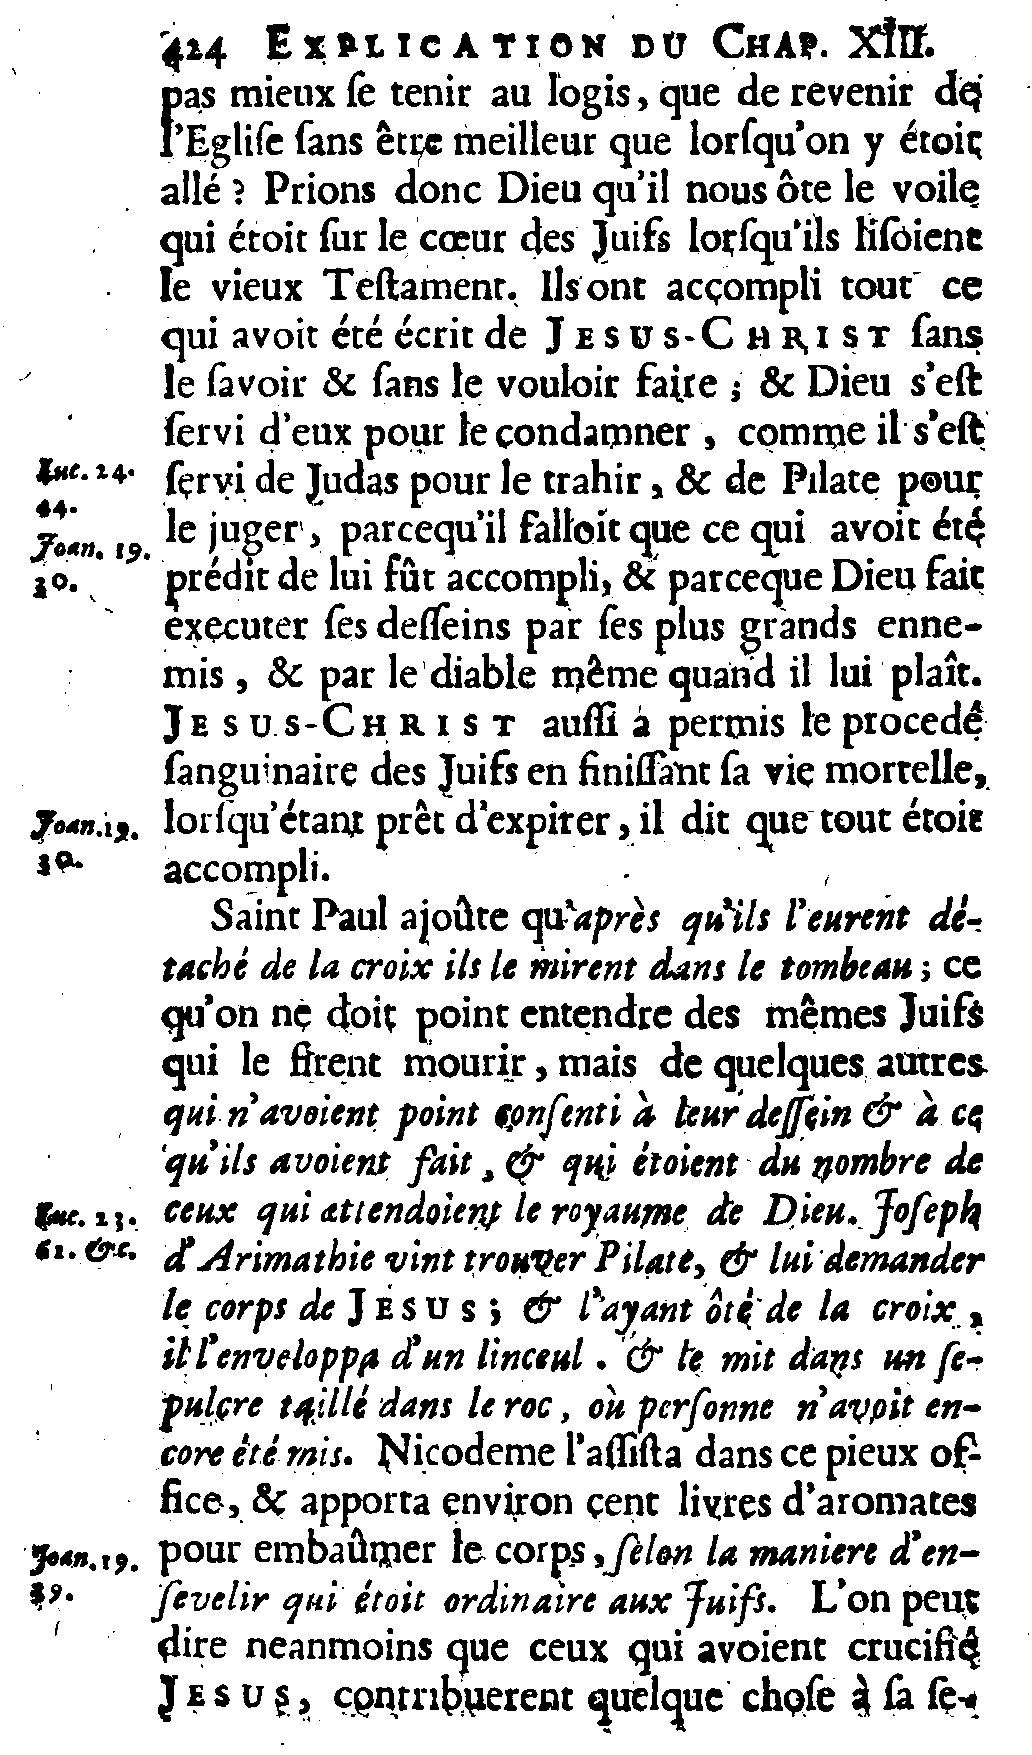 424 EXPLICATION DU CHAP. XIII.
pas mieux ſe tenir au logis, que de revenir de
l'Egliſe ſans être meilleur que lorſqu'on y étoit
allé ? Prions donc Dieu qu'il nous ôte le voile
qui étoit ſur le cœur des Juifs lorſqu'ils liſoient
le vieux Teſtament. Ils ont accompli tout ce
qui avoit été écrit de JESUS-CHRIST ſans
le ſavoir & ſans le vouloir faire ; & Dieu s'eſt
ſervi d'eux pour le condamner, comme il s'eſt
Luc. 24. ſervi de Judas pour le trahir, & de Pilate pour
44.
le juger, parcequ'il falloit que ce qui avoit été
Joan. 19.
30. prédit de lui fût accompli, & parceque Dieu fait
executer ſes deſſeins par ſes plus grands enne-
mis, & par le diable même quand il lui plaît.
JESUS-CHRIST auſſi a permis le procedé
ſanguinaire des Juifs en finiſſant ſa vie mortelle,
Joan. 19. lorſqu'étant prêt d'expirer, il dit que tout étoit
30. accompli.
Saint Paul ajoûte qu'après qu'ils l'eurent dé-
taché de la croix ils le mirent dans le tombeau ; ce
qu'on ne doit point entendre des mêmes Juifs
qui le firent mourir, mais de quelques autres
qui n'avoient point conſenti à leur deſſein & à ce
qu'ils avoient fait, & qui étoient du nombre de
Luc. 23. ceux qui attendoient le royaume de Dieu. Joſeph
61. &c. d'Arimathie vint trouver Pilate, & lui demander
le corps de JESUS ; & l'ayant ôté de la croix,
il l'enveloppa d'un linceul. & le mit dans un ſe-
pulcre taillé dans le roc, où perſonne n'avoit en-
core été mis. Nicodeme l'aſſiſta dans ce pieux of-
fice, & apporta environ cent livres d'aromates
Joan. 19. pour embaûmer le corps, ſelon la maniere d'en-
39. ſevelir qui étoit ordinaire aux Juifs. L'on peut
dire neanmoins que ceux qui avoient crucifié
JESUS, contribuerent quelque choſe à ſa ſe-